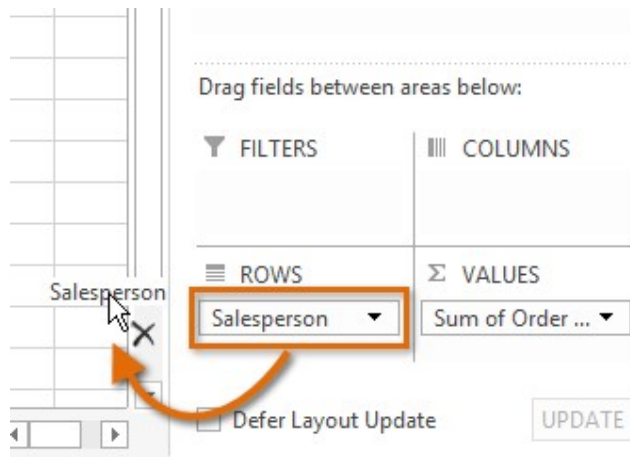 Drag fields between areas below:
FILTERS
COLUMNS
ROWS
VALUES
Salesperson
Salesperson
Sum of Order ...
Defer Layout Update
UPDATE